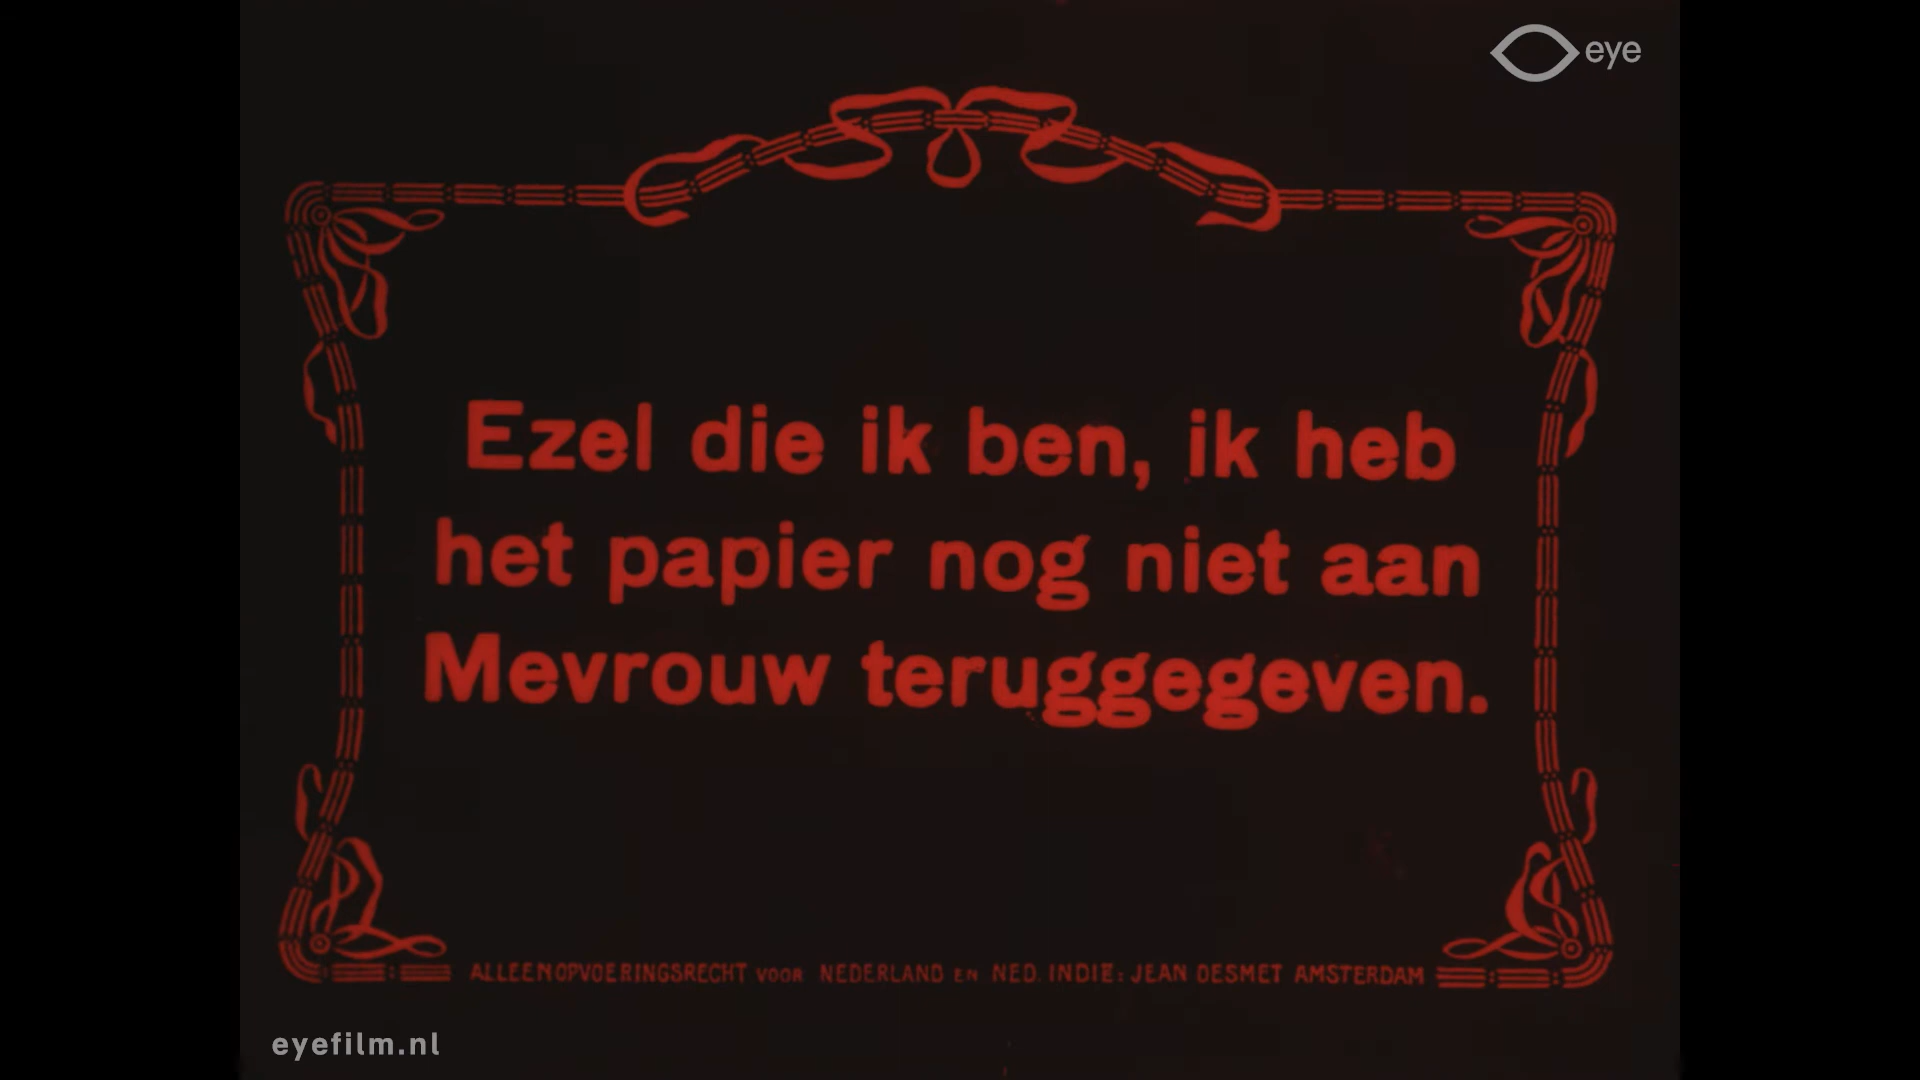 eye
Ezel die ik ben, ik heb
het papier nog niet aan
Mevrouw teruggegeven.
ALLEENOPVOERINGSRECHT VOOR NEDERLAND EN NED. INDIË: JEAN DESMET AMSTERDAM
eyefilm.nl